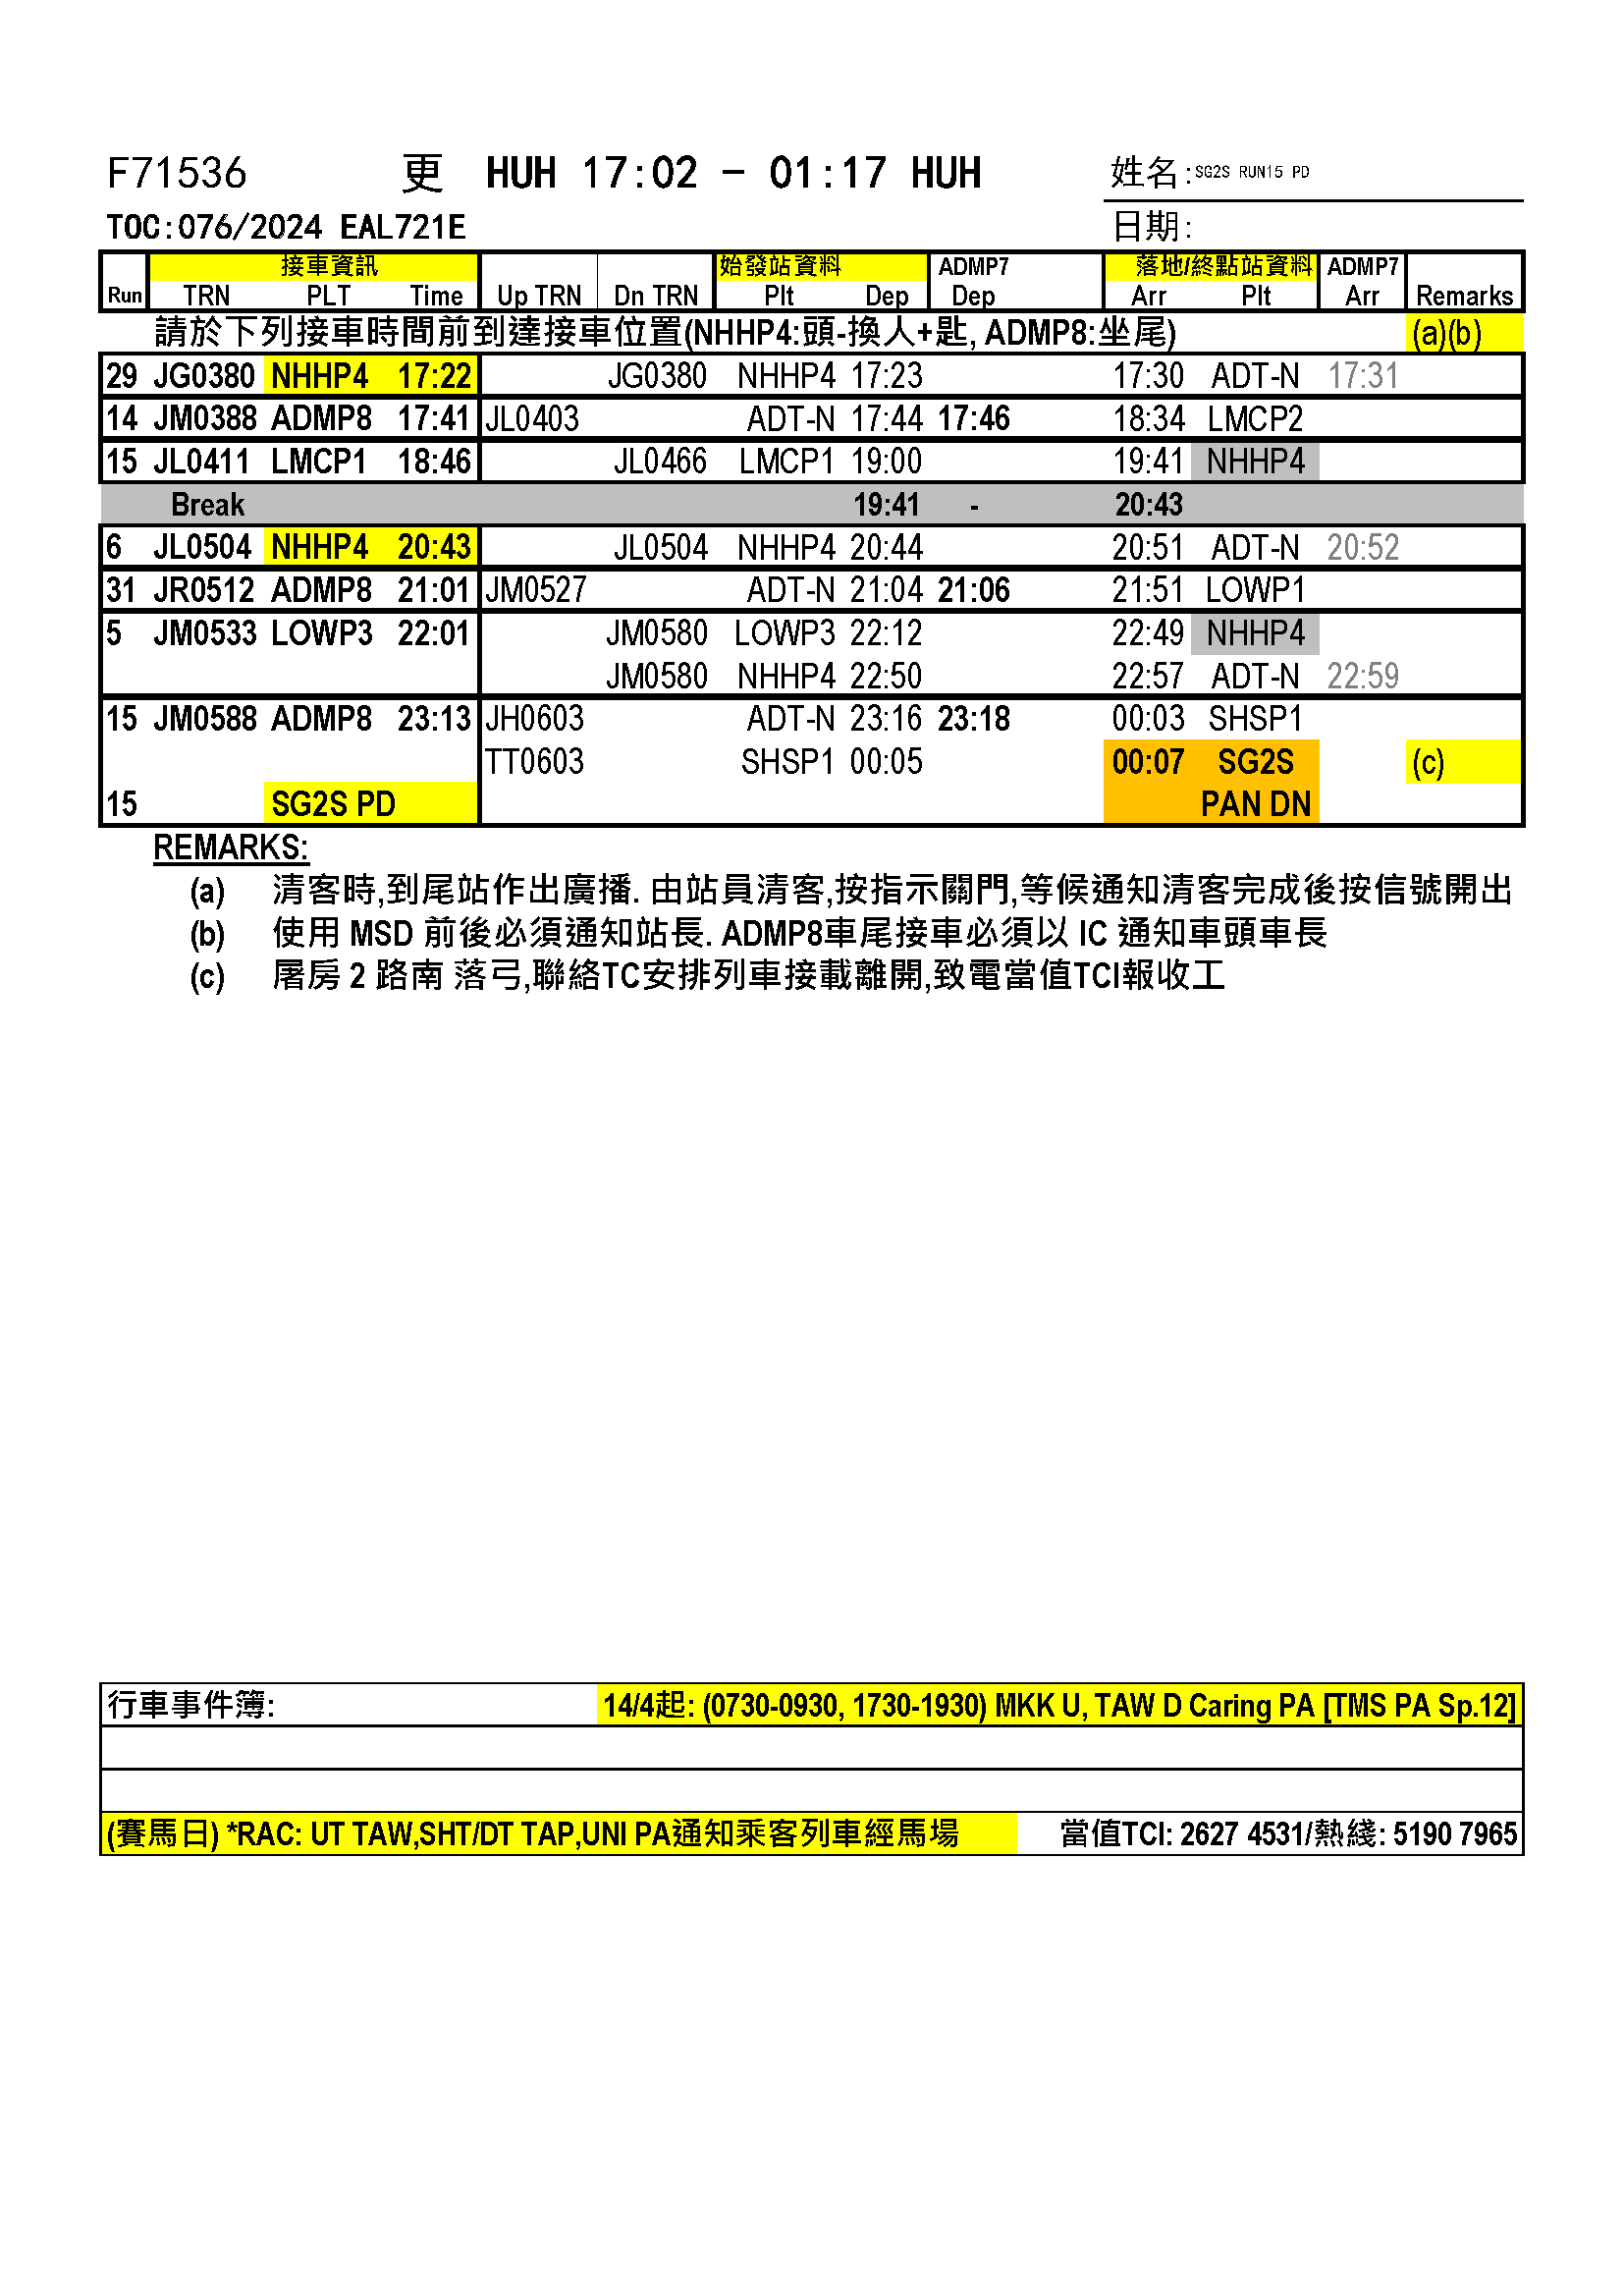 F71536 更 HUH 17:02 - 01:17 HUH 姓名:SG2S RUN15 PD
TOC:076/2024 EAL721E 日期:
接車資訊 始發站資料 ADMP7 落地/終點站資料 ADMP7
Run TRN PLT Time Up TRN Dn TRN Plt Dep Dep Arr Plt Arr Remarks
請於下列接車時間前到達接車位置(NHHP4:頭-換人+匙, ADMP8:坐尾) (a)(b)
29 JG0380 NHHP4 17:22 JG0380 NHHP4 17:23 17:30 ADT-N 17:31
14 JM0388 ADMP8 17:41 JL0403 ADT-N 17:44 17:46 18:34 LMCP2
15 JL0411 LMCP1 18:46 JL0466 LMCP1 19:00 19:41 NHHP4
Break 19:41 - 20:43
6 JL0504 NHHP4 20:43 JL0504 NHHP4 20:44 20:51 ADT-N 20:52
31 JR0512 ADMP8 21:01 JM0527 ADT-N 21:04 21:06 21:51 LOWP1
5 JM0533 LOWP3 22:01 JM0580 LOWP3 22:12 22:49 NHHP4
JM0580 NHHP4 22:50 22:57 ADT-N 22:59
15 JM0588 ADMP8 23:13 JH0603 ADT-N 23:16 23:18 00:03 SHSP1
TT0603 SHSP1 00:05 00:07 SG2S (c)
15 SG2S PD PAN DN
REMARKS:
(a) 清客時,到尾站作出廣播. 由站員清客,按指示關門,等候通知清客完成後按信號開出
(b) 使用 MSD 前後必須通知站長. ADMP8車尾接車必須以 IC 通知車頭車長
(c) 屠房 2 路南 落弓,聯絡TC安排列車接載離開,致電當值TCI報收工
行車事件簿: 14/4起: (0730-0930, 1730-1930) MKK U, TAW D Caring PA [TMS PA Sp.12]
(賽馬日) *RAC: UT TAW,SHT/DT TAP,UNI PA通知乘客列車經馬場 當值TCI: 2627 4531/熱綫: 5190 7965